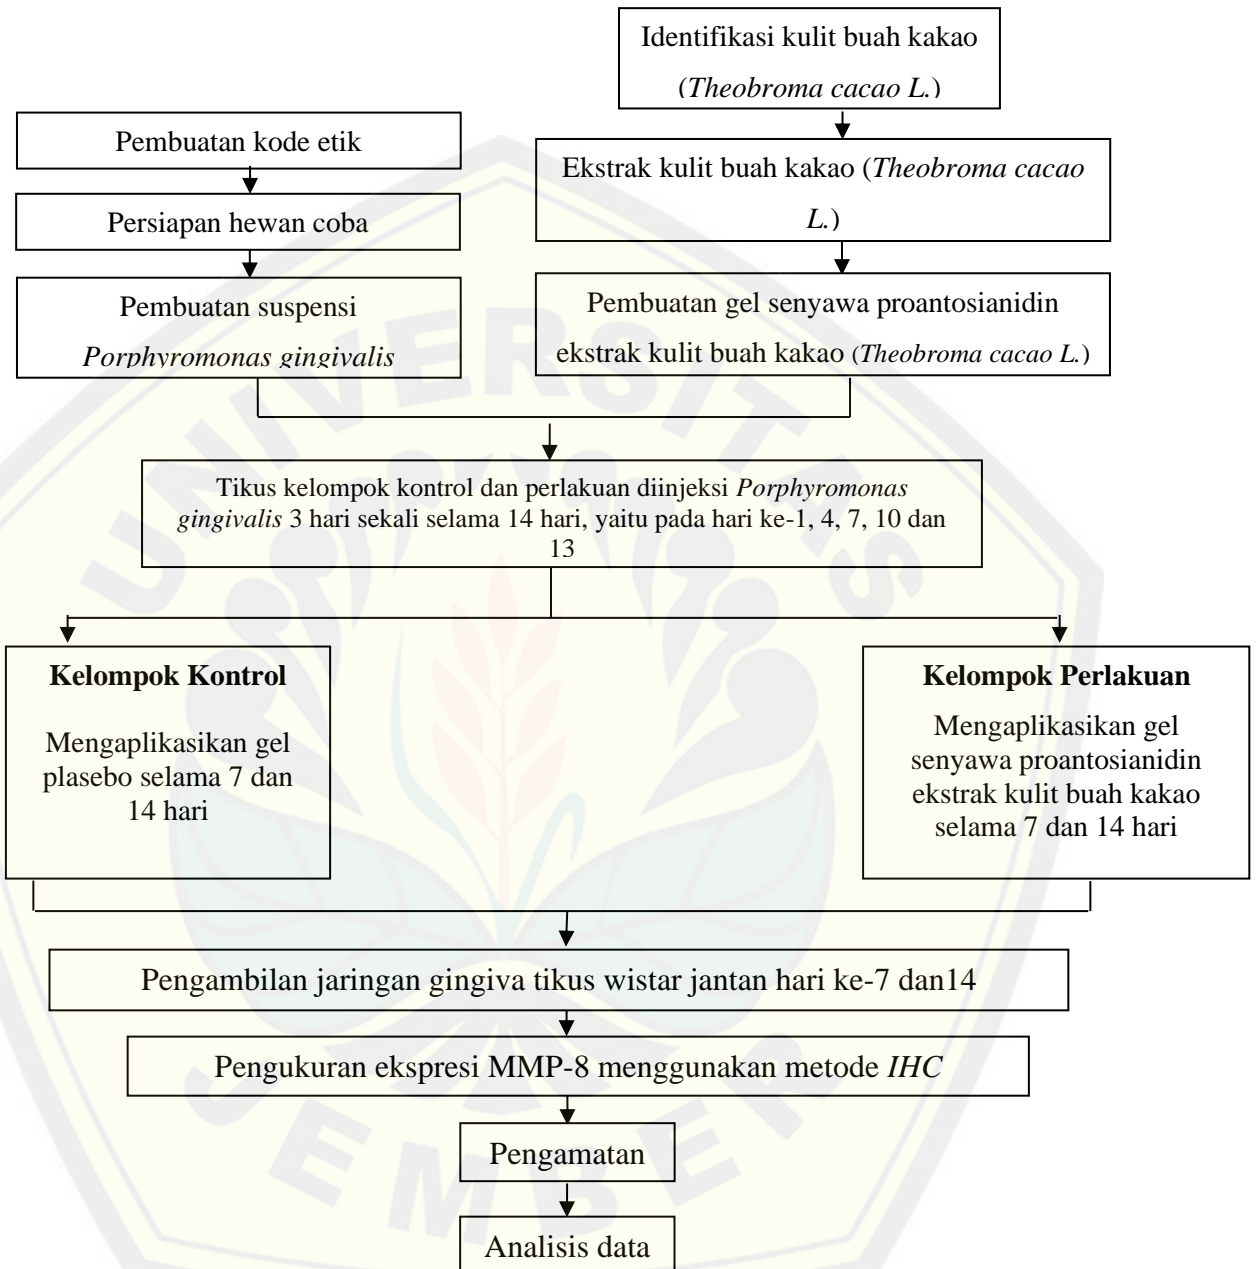 Identifikasi kulit buah kakao
(Theobroma cacao L.)
Pembuatan kode etik
Persiapan hewan coba
Pembuatan suspensi
Porphyromonas gingivalis
Ekstrak kulit buah kakao (Theobroma cacao
L.)
Pembuatan gel senyawa proantosianidin
ekstrak kulit buah kakao (Theobroma cacao L.)
Tikus kelompok kontrol dan perlakuan diinjeksi Porphyromonas
gingivalis 3 hari sekali selama 14 hari, yaitu pada hari ke-1, 4, 7, 10 dan
13
Kelompok Kontrol
Mengaplikasikan gel
plasebo selama 7 dan
14 hari
Kelompok Perlakuan
Mengaplikasikan gel
senyawa proantosianidin
ekstrak kulit buah kakao
selama 7 dan 14 hari
Pengambilan jaringan gingiva tikus wistar jantan hari ke-7 dan14
Pengukuran ekspresi MMP-8 menggunakan metode IHC
Pengamatan
Analisis data
UNIVERSITAS
JEMBER